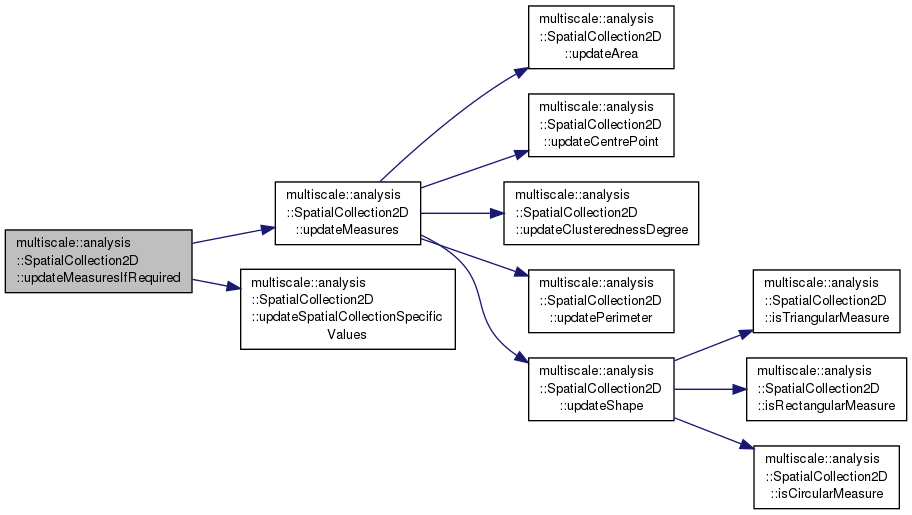 multiscale::analysis
::SpatialCollection2D
::updateMeasuresIfRequired
multiscale::analysis
::SpatialCollection2D
::updateMeasures
multiscale::analysis
::SpatialCollection2D
::updateSpatialCollectionSpecific
Values
multiscale::analysis
::SpatialCollection2D
::updateArea
multiscale::analysis
::SpatialCollection2D
::updateCentrePoint
multiscale::analysis
::SpatialCollection2D
::updateClusterednessDegree
multiscale::analysis
::SpatialCollection2D
::updatePerimeter
multiscale::analysis
::SpatialCollection2D
::updateShape
multiscale::analysis
::SpatialCollection2D
::isTriangularMeasure
multiscale::analysis
::SpatialCollection2D
::isRectangularMeasure
multiscale::analysis
::SpatialCollection2D
::isCircularMeasure